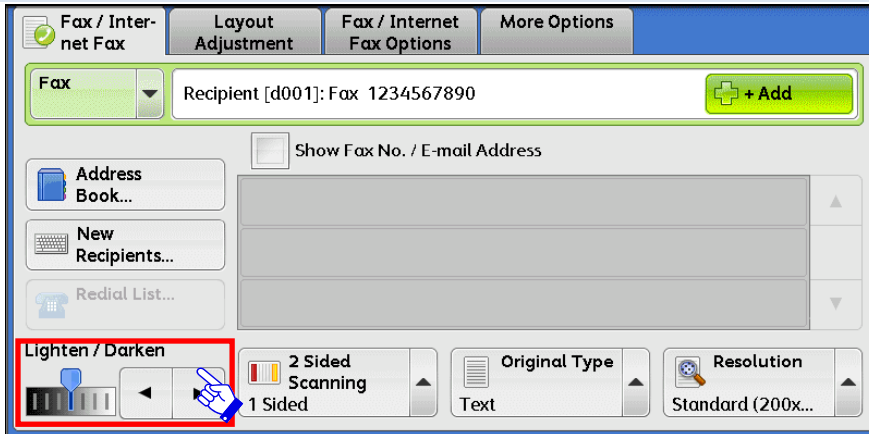 Fax / Inter-
net Fax
Layout
Adjustment
Fax / Internet
Fax Options
More Options
Fax
Recipient [d001]: Fax 1234567890
+ Add
Show Fax No. / E-mail Address
Address
Book...
New
Recipients...
Redial List...
Lighten / Darken
2 Sided
Scanning
1 Sided
Original Type
Text
Resolution
Standard (200x...